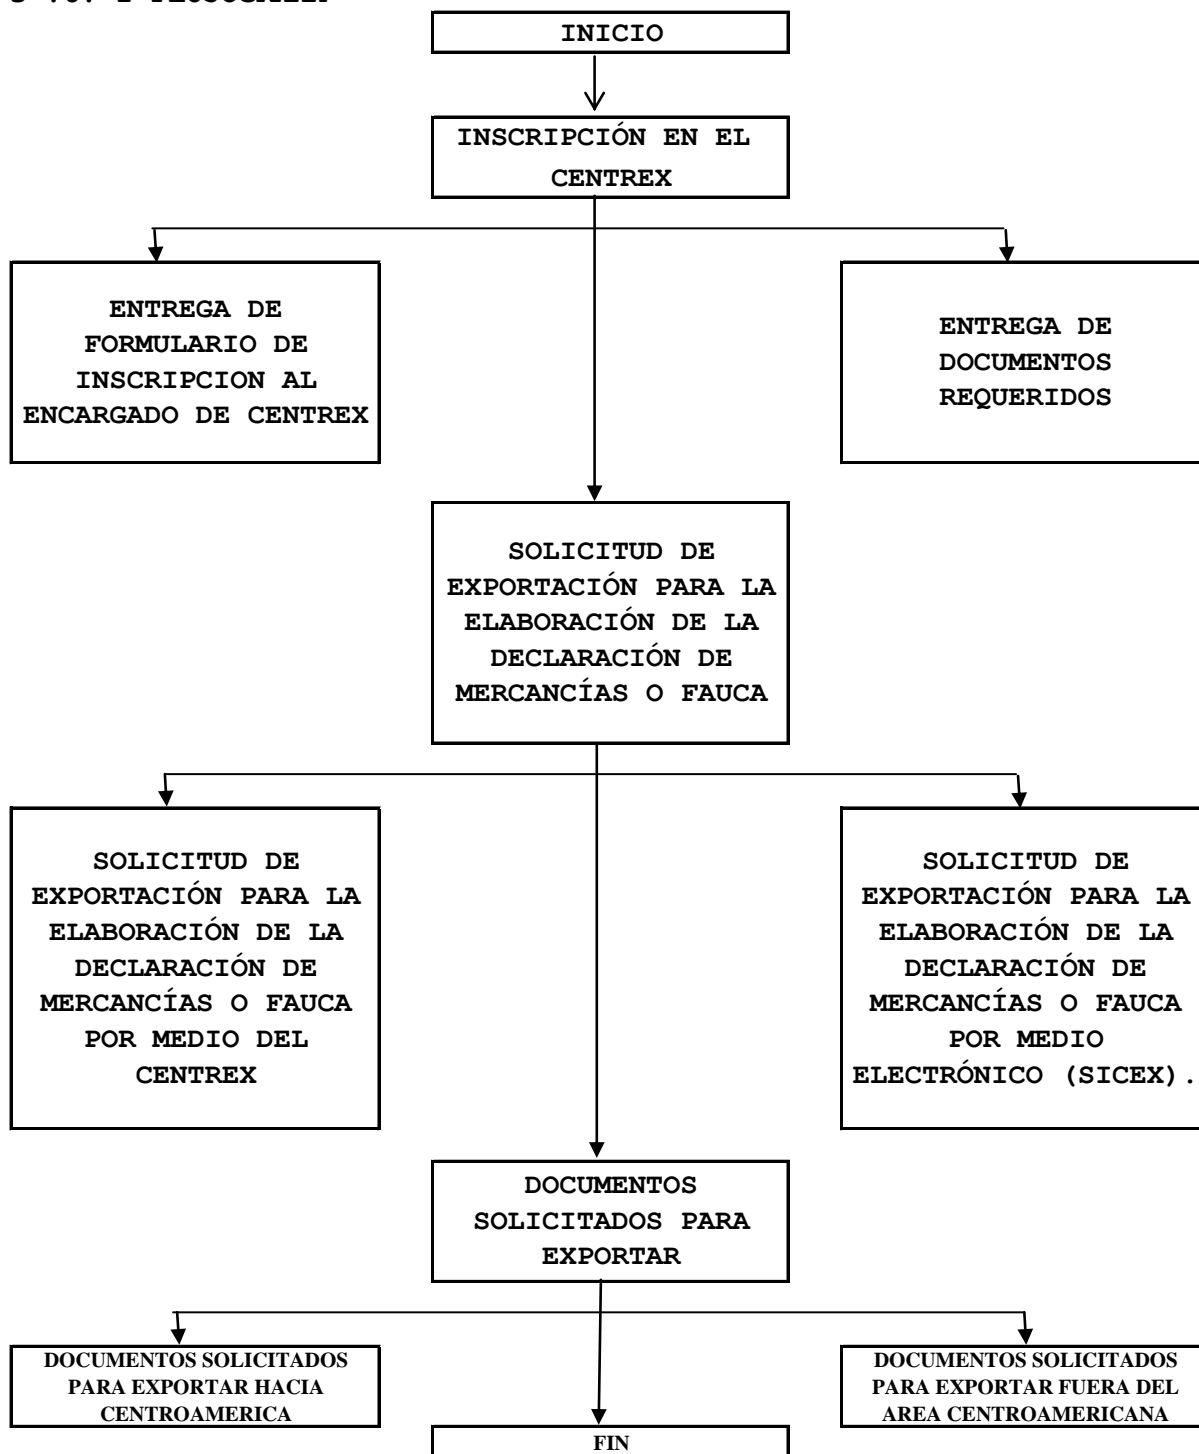 INICIO
INSCRIPCIÓN EN EL
CENTREX
ENTREGA DE
FORMULARIO DE
INSCRIPCION AL
ENCARGADO DE CENTREX
ENTREGA DE
DOCUMENTOS
REQUERIDOS
SOLICITUD DE
EXPORTACIÓN PARA LA
ELABORACIÓN DE LA
DECLARACIÓN DE
MERCANCÍAS O FAUCA
SOLICITUD DE
EXPORTACIÓN PARA LA
ELABORACIÓN DE LA
DECLARACIÓN DE
MERCANCÍAS O FAUCA
POR MEDIO DEL
CENTREX
SOLICITUD DE
EXPORTACIÓN PARA LA
ELABORACIÓN DE LA
DECLARACIÓN DE
MERCANCÍAS O FAUCA
POR MEDIO
ELECTRÓNICO (SICEX).
DOCUMENTOS
SOLICITADOS PARA
EXPORTAR
DOCUMENTOS SOLICITADOS
PARA EXPORTAR HACIA
CENTROAMERICA
DOCUMENTOS SOLICITADOS
PARA EXPORTAR FUERA DEL
AREA CENTROAMERICANA
FIN